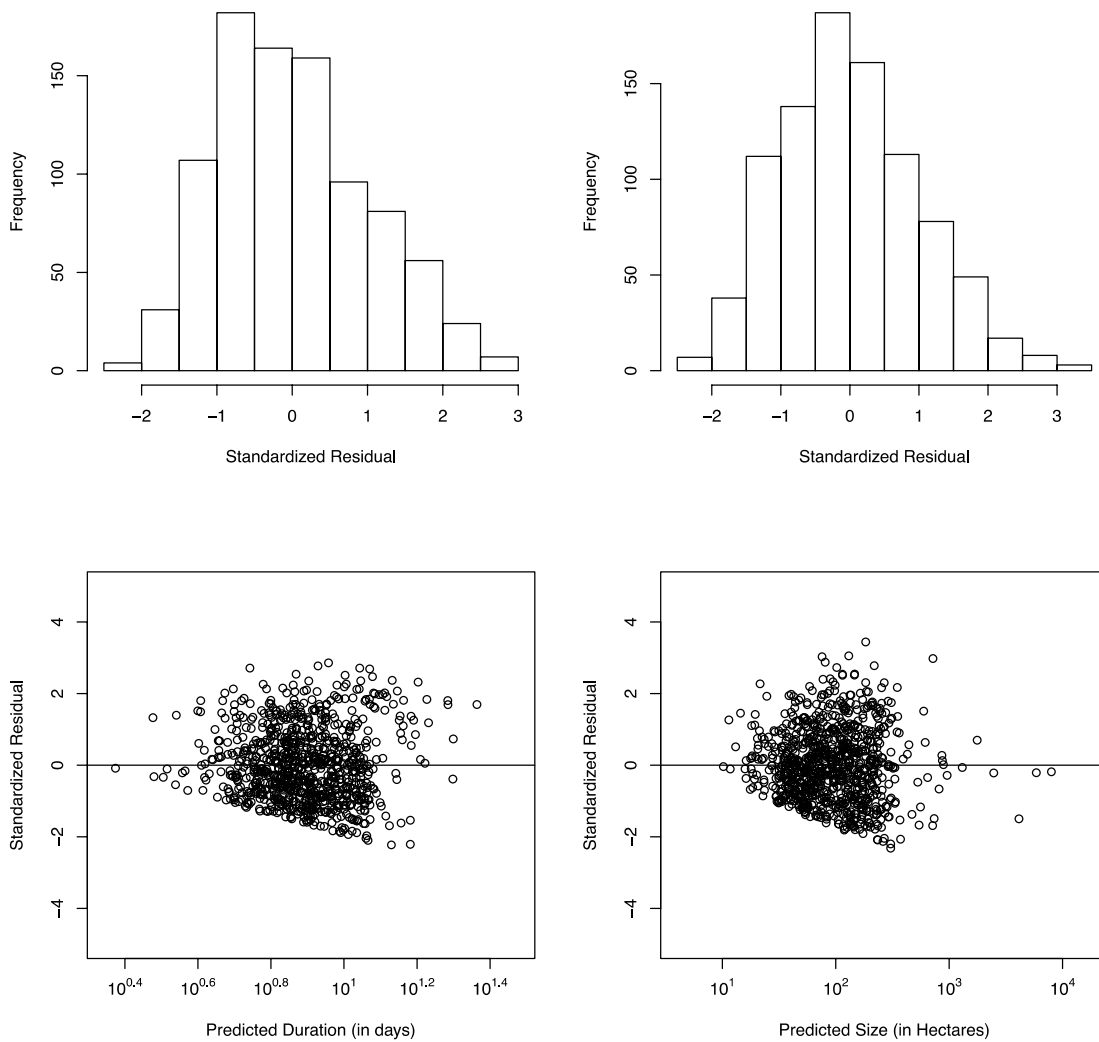 Frequency
0 50 100 150
-2 -1 0 1 2 3
Standardized Residual
Frequency
0 50 100 150
-2 -1 0 1 2 3
Standardized Residual
Standardized Residual
4
2
0
-2
-4
10^0.4 10^0.6 10^0.8 10^1 10^1.2 10^1.4
Predicted Duration (in days)
Standardized Residual
4
2
0
-2
-4
10^1 10^2 10^3 10^4
Predicted Size (in Hectares)